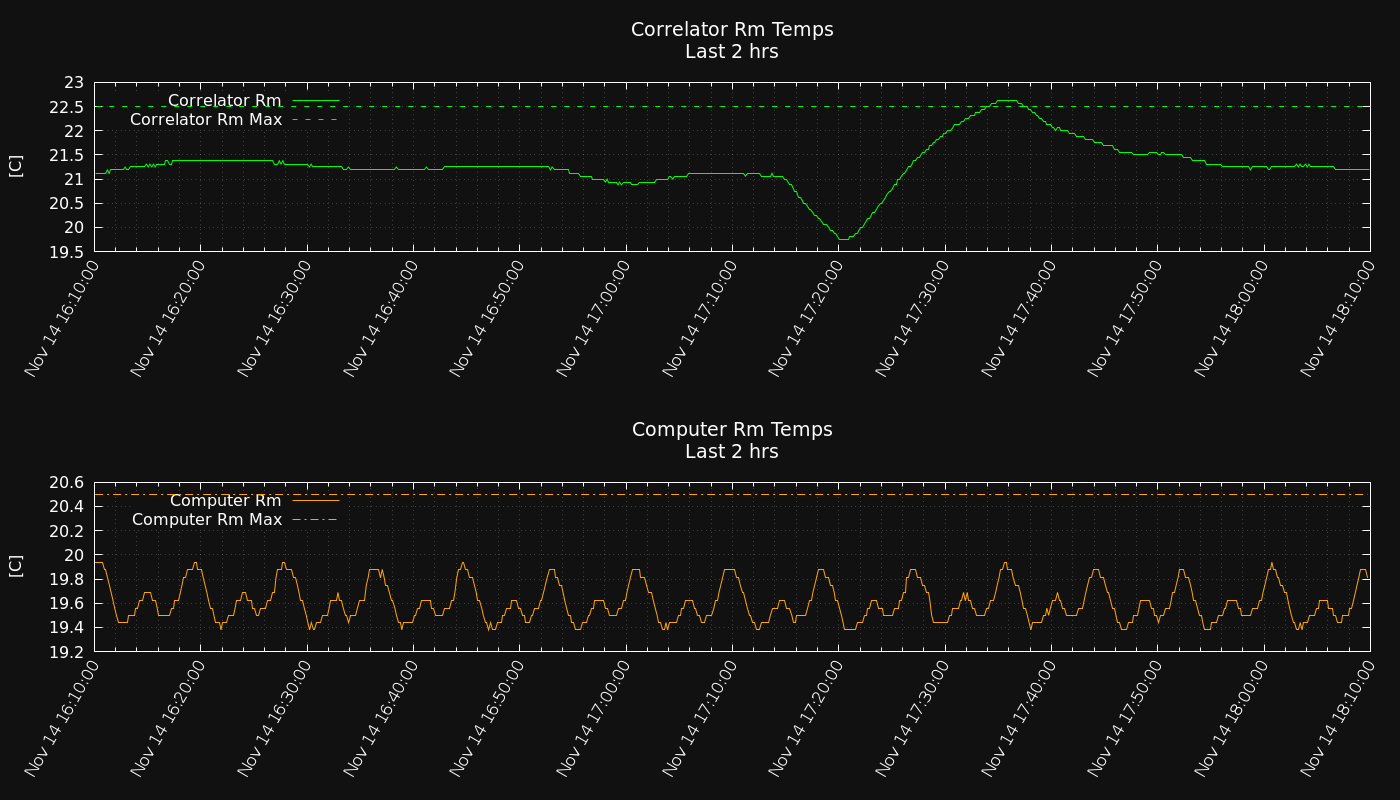 Correlator Rm Temps
Last 2 hrs
[C]
23
22.5
22
21.5
21
20.5
20
19.5
Correlator Rm
Correlator Rm Max
Nov 14 16:10:00
Nov 14 16:20:00
Nov 14 16:30:00
Nov 14 16:40:00
Nov 14 16:50:00
Nov 14 17:00:00
Nov 14 17:10:00
Nov 14 17:20:00
Nov 14 17:30:00
Nov 14 17:40:00
Nov 14 17:50:00
Nov 14 18:00:00
Nov 14 18:10:00
Computer Rm Temps
Last 2 hrs
[C]
20.6
20.4
20.2
20
19.8
19.6
19.4
19.2
Computer Rm
Computer Rm Max
Nov 14 16:10:00
Nov 14 16:20:00
Nov 14 16:30:00
Nov 14 16:40:00
Nov 14 16:50:00
Nov 14 17:00:00
Nov 14 17:10:00
Nov 14 17:20:00
Nov 14 17:30:00
Nov 14 17:40:00
Nov 14 17:50:00
Nov 14 18:00:00
Nov 14 18:10:00